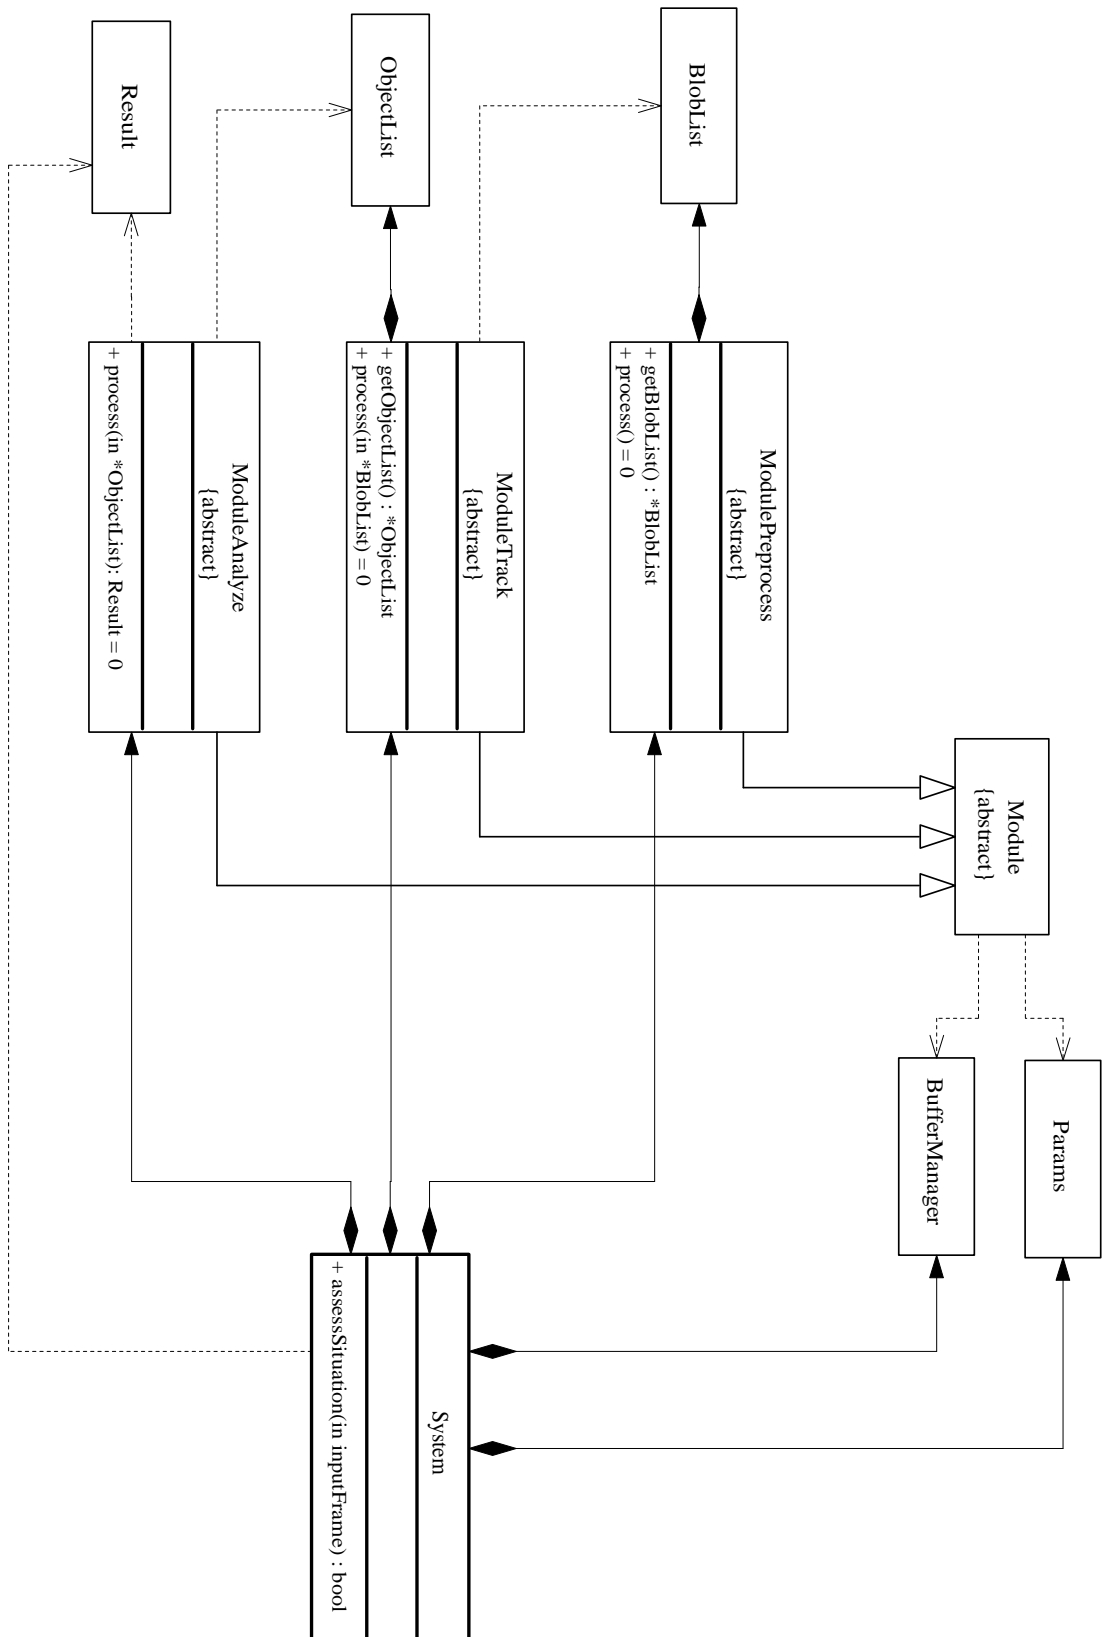 Params
BufferManager
Module
{abstract}
BlobList
ModulePreprocess
{abstract}
+ getBlobList() : *BlobList
+ process() = 0
ObjectList
ModuleTrack
{abstract}
+ getObjectList() : *ObjectList
+ process(in *BlobList) = 0
System
+ assessSituation(in inputFrame) : bool
Result
ModuleAnalyze
{abstract}
+ process(in *ObjectList): Result = 0